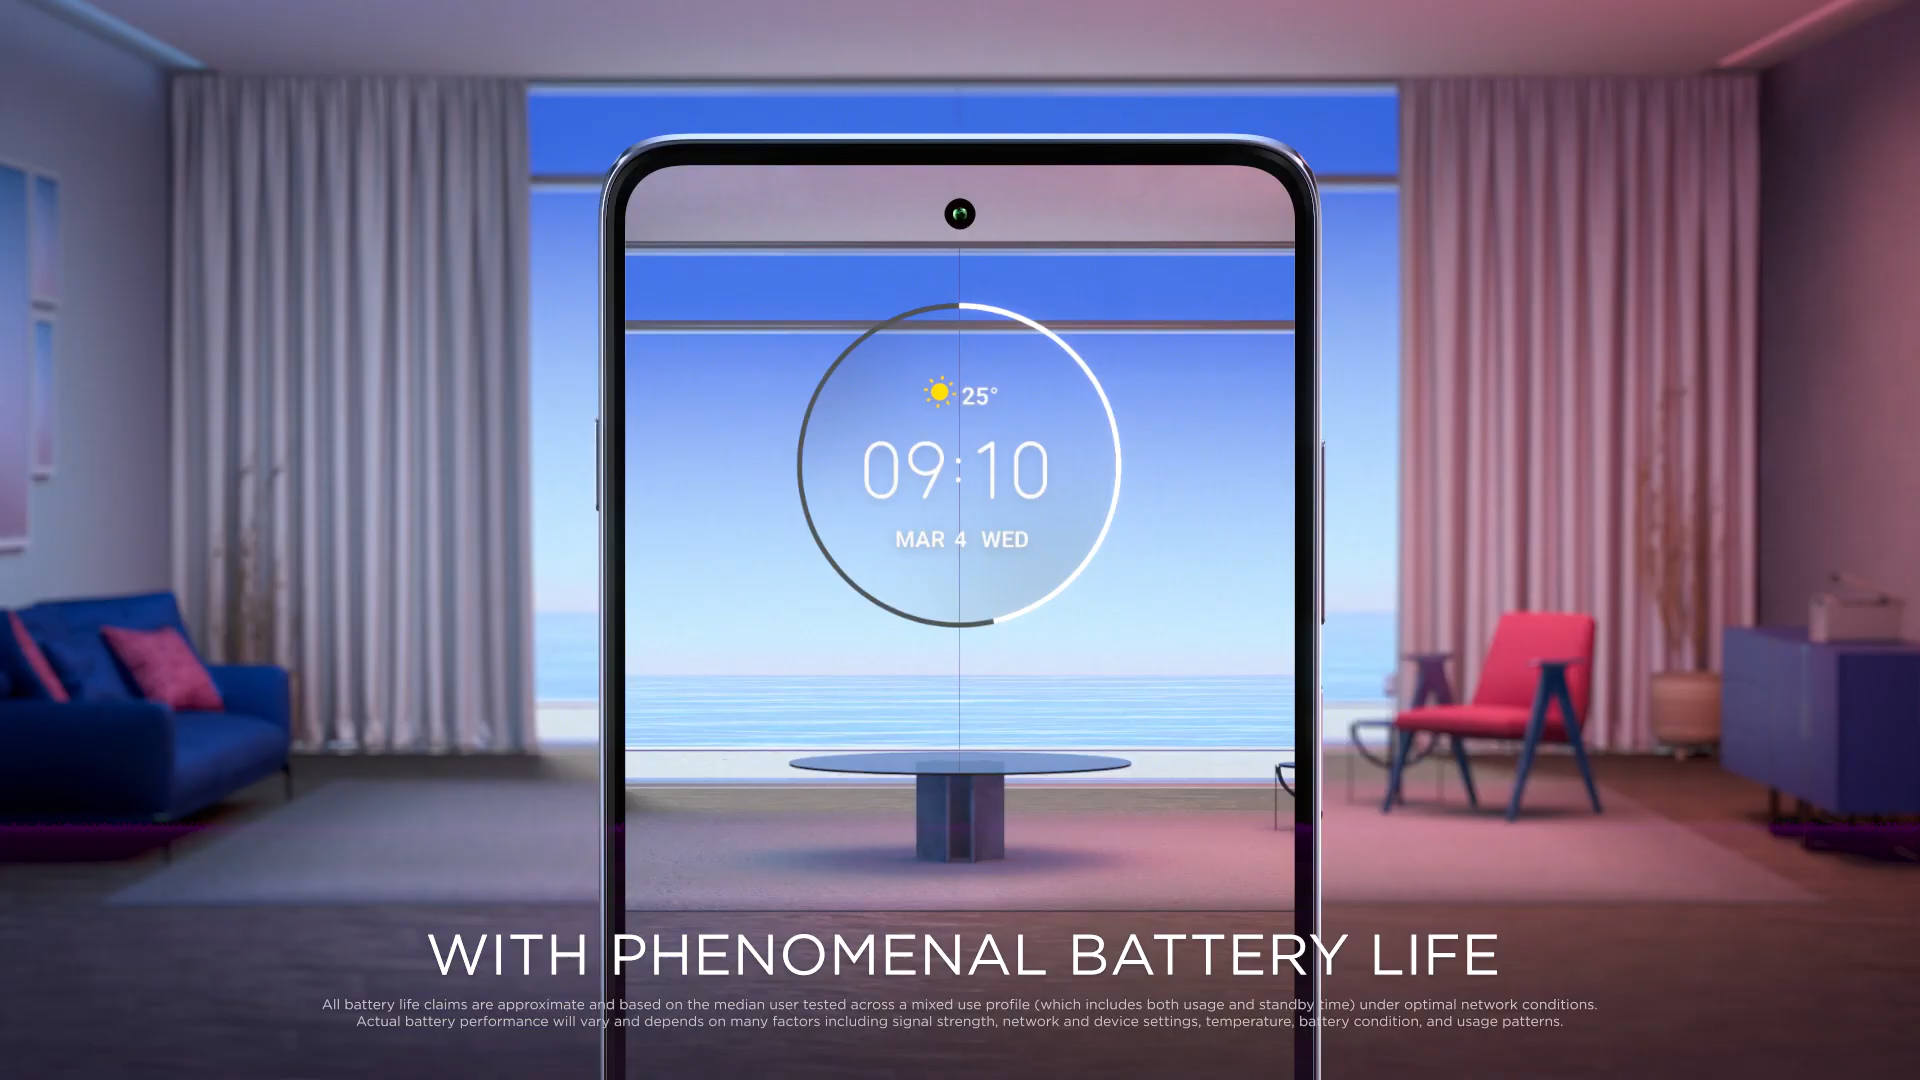 25°
09:10
MAR 4 WED
WITH PHENOMENAL BATTERY LIFE
All battery life claims are approximate and based on the median user tested across a mixed use profile (which includes both usage and standby time) under optimal network conditions.
Actual battery performance will vary and depends on many factors including signal strength, network and device settings, temperature, battery condition, and usage patterns.